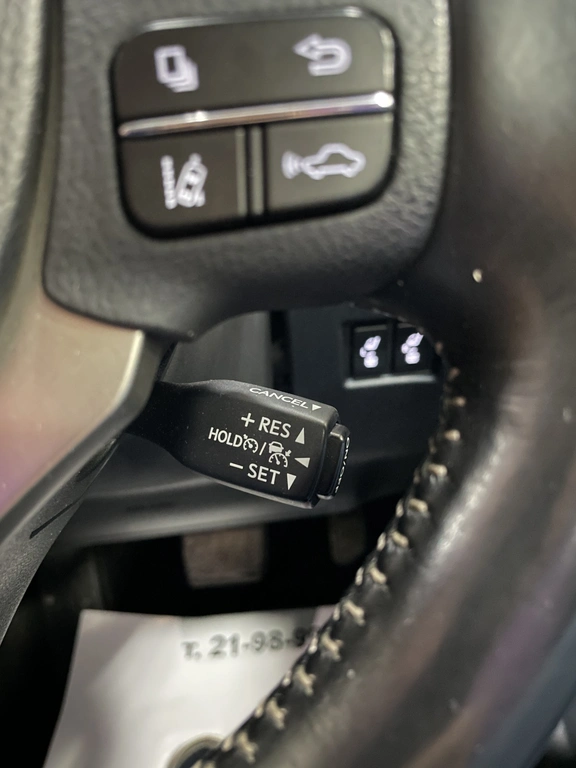 CANCEL
+ RES
HOLD /
– SET
т. 21-98-